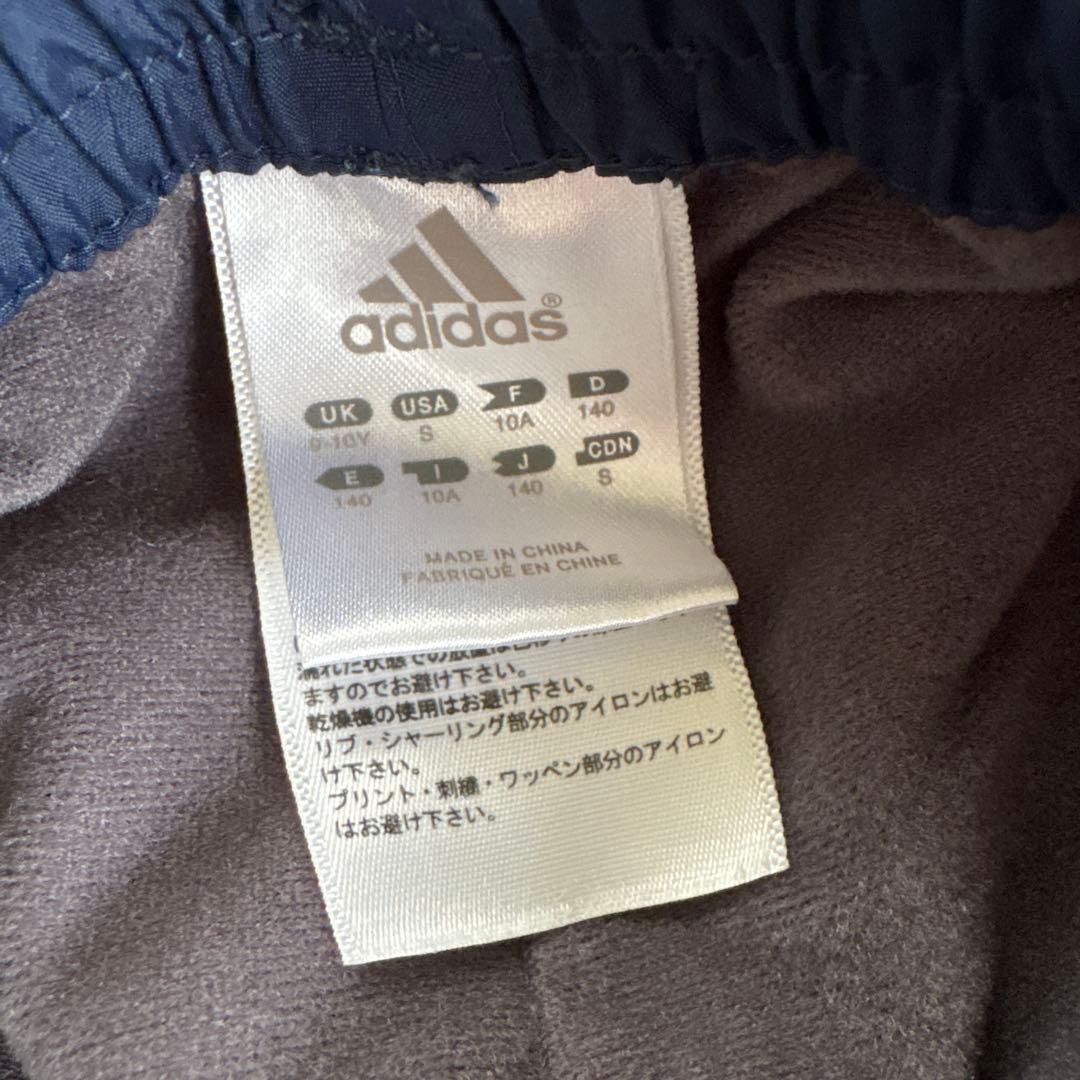 adidas®
UK USA F D
9-10Y S 10A 140
E I J CDN
140 10A 140 S
MADE IN CHINA
FABRIQUÉ EN CHINE
濡れた状態での放置は
ますのでお避け下さい。
乾燥機の使用はお避け下さい。
リブ・シャーリング部分のアイロンはお避
け下さい。
プリント・刺繍・ワッペン部分のアイロン
はお避け下さい。